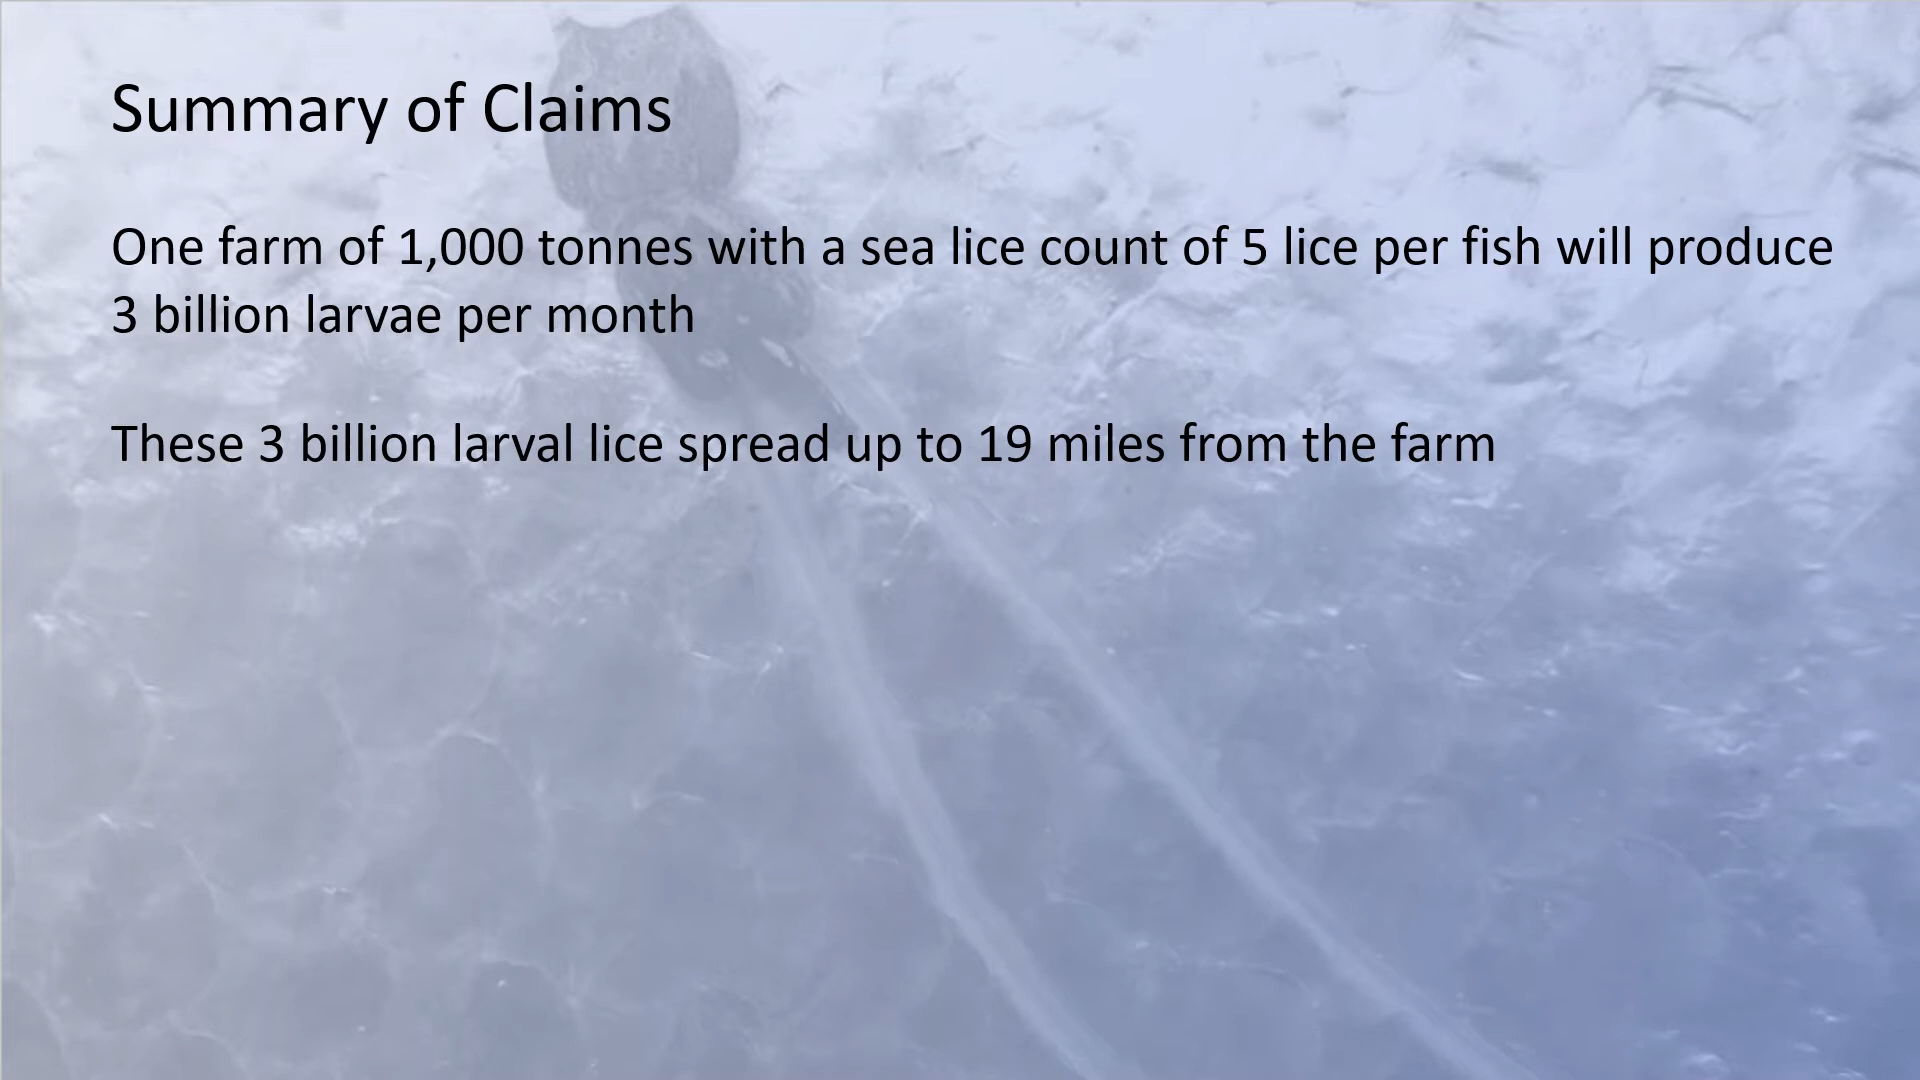 Summary of Claims
One farm of 1,000 tonnes with a sea lice count of 5 lice per fish will produce
3 billion larvae per month
These 3 billion larval lice spread up to 19 miles from the farm